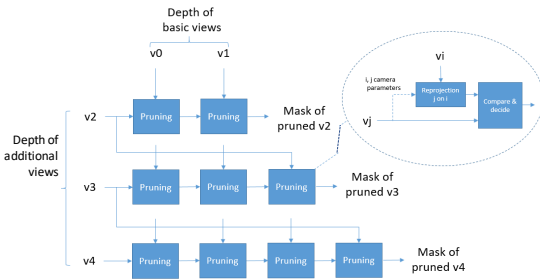 Depth of
basic views
v0
v1
vi
i, j camera
parameters
Reprojection
j on i
Compare &
decide
vj
v2
Pruning
Pruning
Mask of
pruned v2
Depth of
additional
views
v3
Pruning
Pruning
Pruning
Mask of
pruned v3
v4
Pruning
Pruning
Pruning
Pruning
Mask of
pruned v4